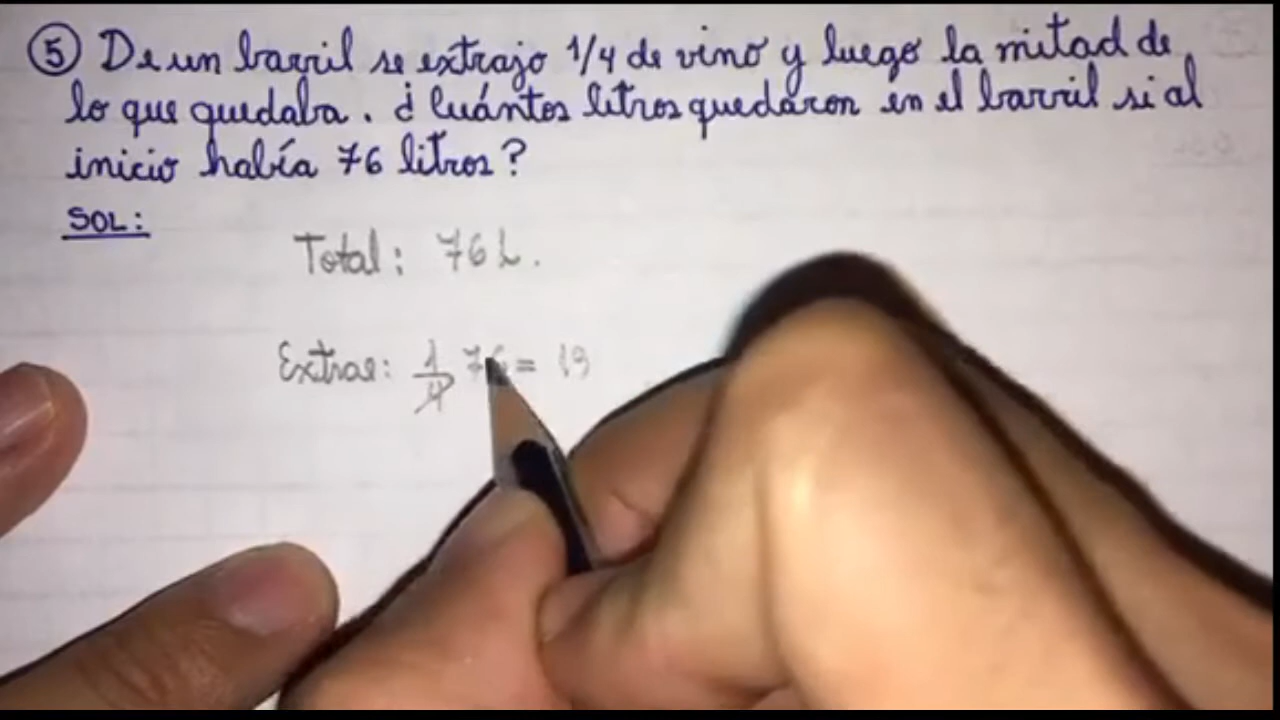 5 De un barril se extrajo 1/4 de vino y luego la mitad de
lo que quedaba. ¿Cuántos litros quedaron en el barril si al
inicio había 76 litros?
SOL:
Total: 76 L.
Extrae: 1/4 76 = 19